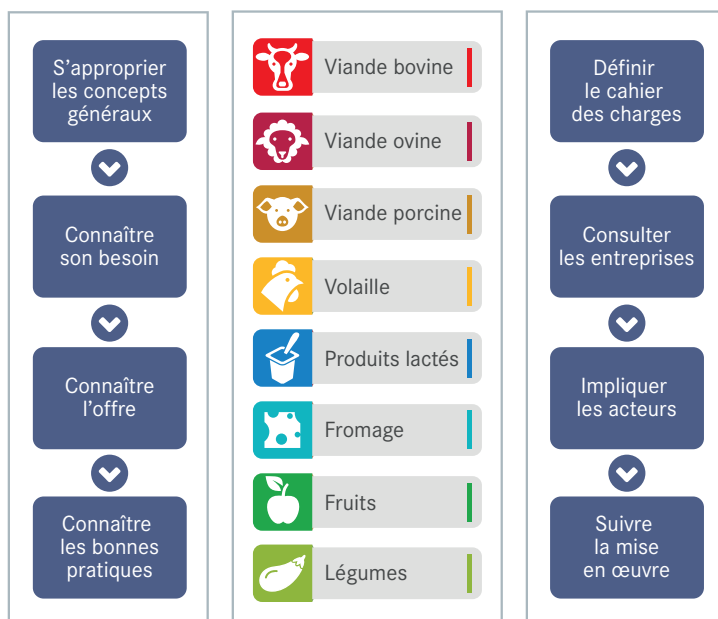 S’approprier
les concepts
généraux
Connaître
son besoin
Connaître
l’offre
Connaître
les bonnes
pratiques
Viande bovine
Viande ovine
Viande porcine
Volaille
Produits lactés
Fromage
Fruits
Légumes
Définir
le cahier
des charges
Consulter
les entreprises
Impliquer
les acteurs
Suivre
la mise
en œuvre